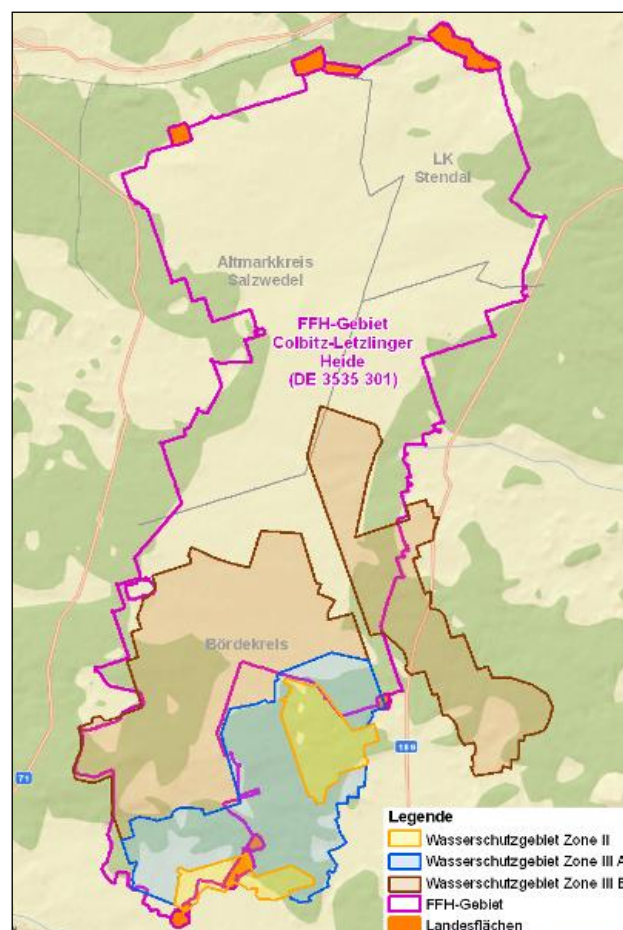 LK
Stendal
Altmarkkreis
Salzwedel
FFH-Gebiet
Colbitz-Letzlinger
Heide
(DE 3535 301)
Bördekreis
189
71
Legende
Wasserschutzgebiet Zone II
Wasserschutzgebiet Zone III A
Wasserschutzgebiet Zone III B
FFH-Gebiet
Landesflächen